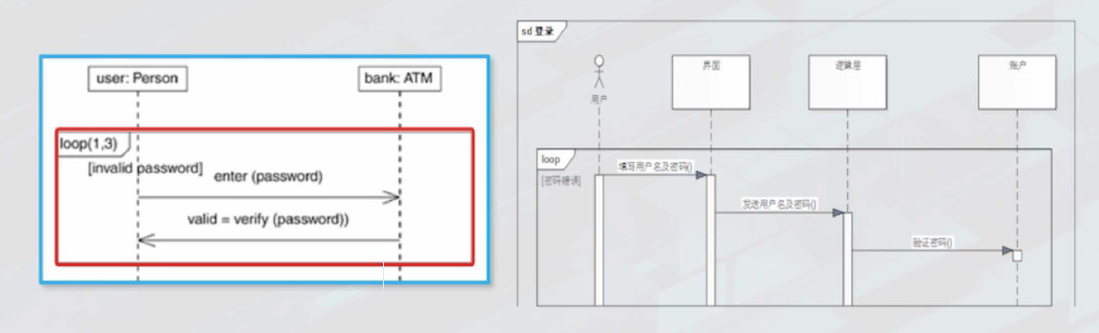 user: Person
bank: ATM
loop(1,3)
[invalid password]
enter (password)
valid = verify (password))
sd 登录
用户
界面
逻辑层
账户
loop
[密码错误]
填写用户名及密码()
发送用户名及密码()
验证密码()